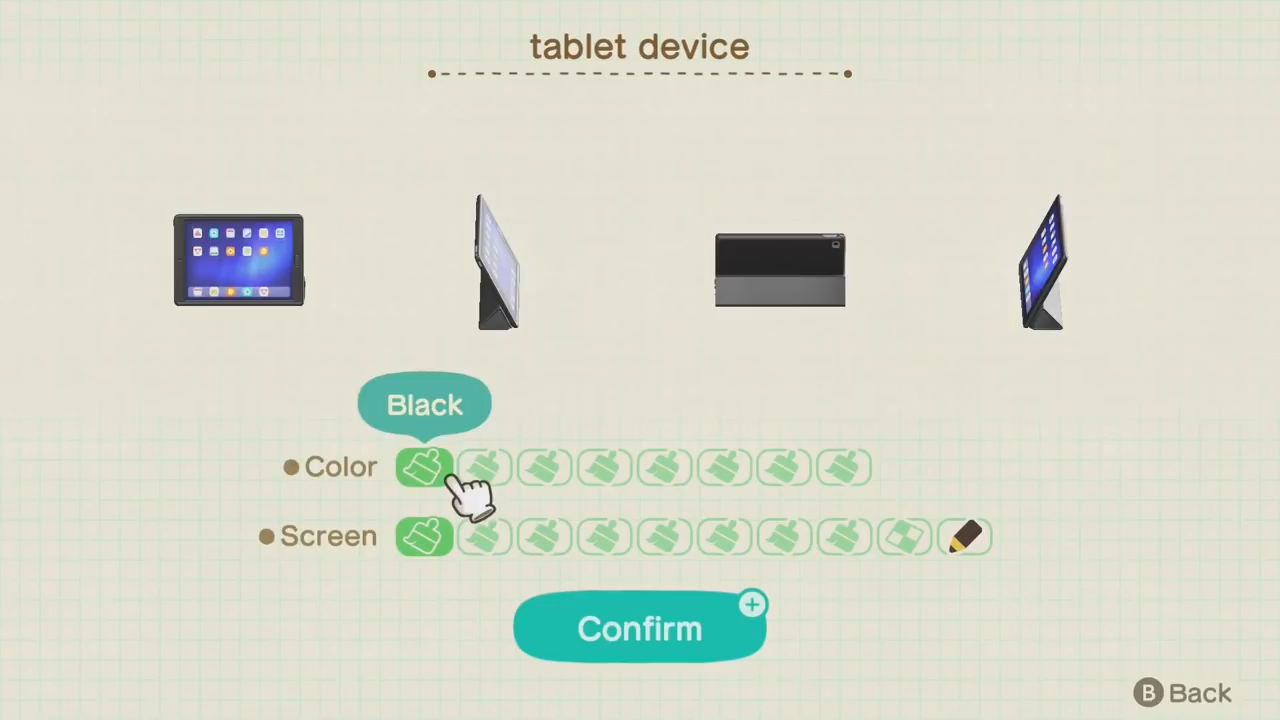 tablet device
Black
Color
Screen
Confirm
B Back